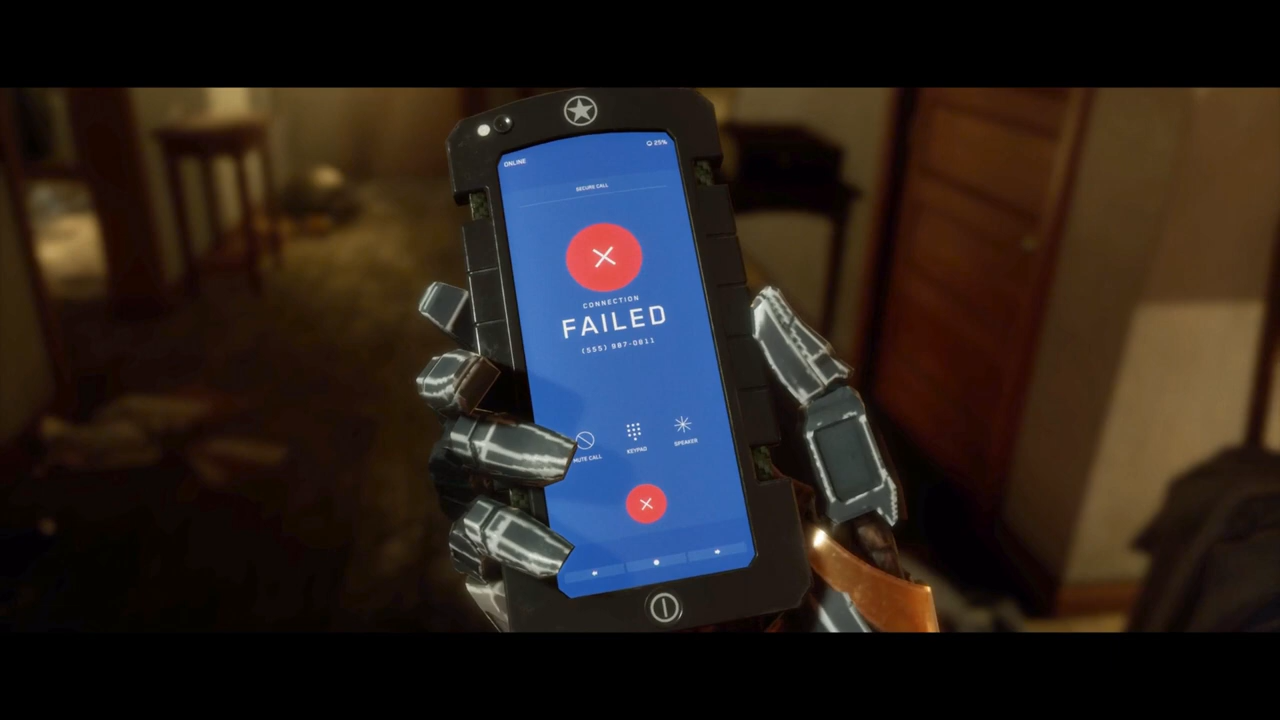 ONLINE
25%
SECURE CALL
CONNECTION
FAILED
(555) 987-0811
MUTE CALL
KEYPAD
SPEAKER